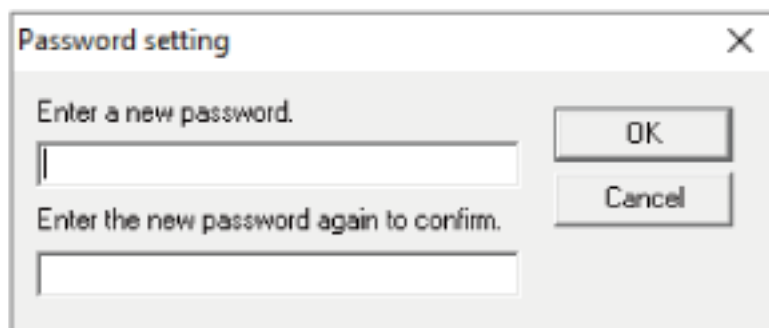 Password setting
Enter a new password.
OK
Cancel
Enter the new password again to confirm.